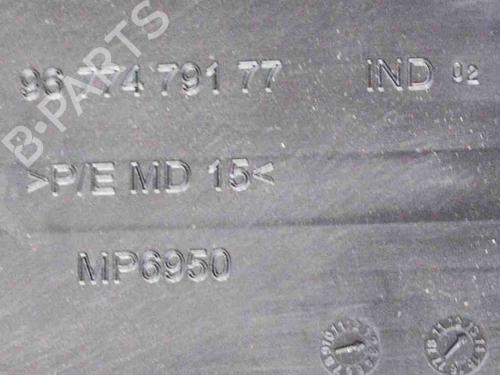 96 774 791 77 IND 02
>P/E MD 15<
MP6950
B-PARTS